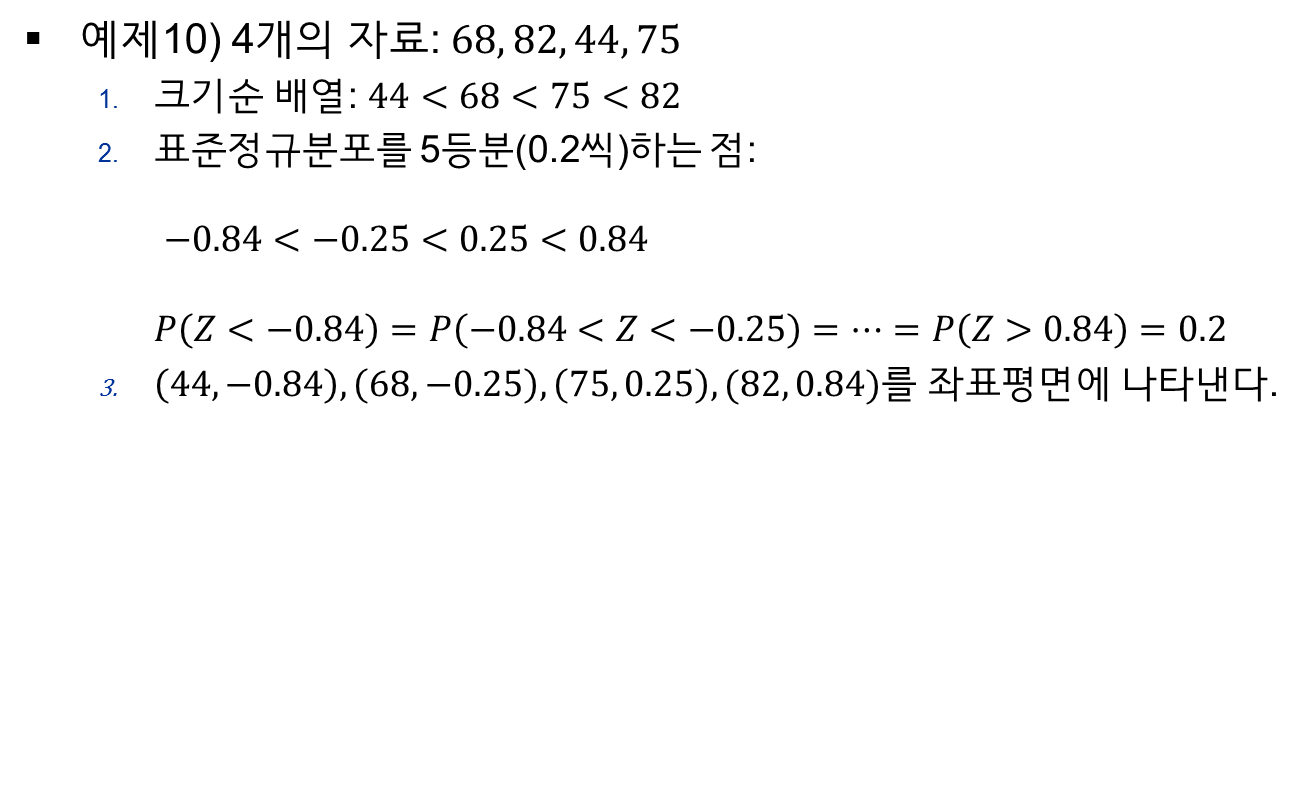 ▪ 예제10) 4개의 자료: 68, 82, 44, 75
1. 크기순 배열: 44 < 68 < 75 < 82
2. 표준정규분포를 5등분(0.2씩)하는 점:
−0.84 < −0.25 < 0.25 < 0.84
P(Z < −0.84) = P(−0.84 < Z < −0.25) = ⋯ = P(Z > 0.84) = 0.2
3. (44, −0.84), (68, −0.25), (75, 0.25), (82, 0.84)를 좌표평면에 나타낸다.